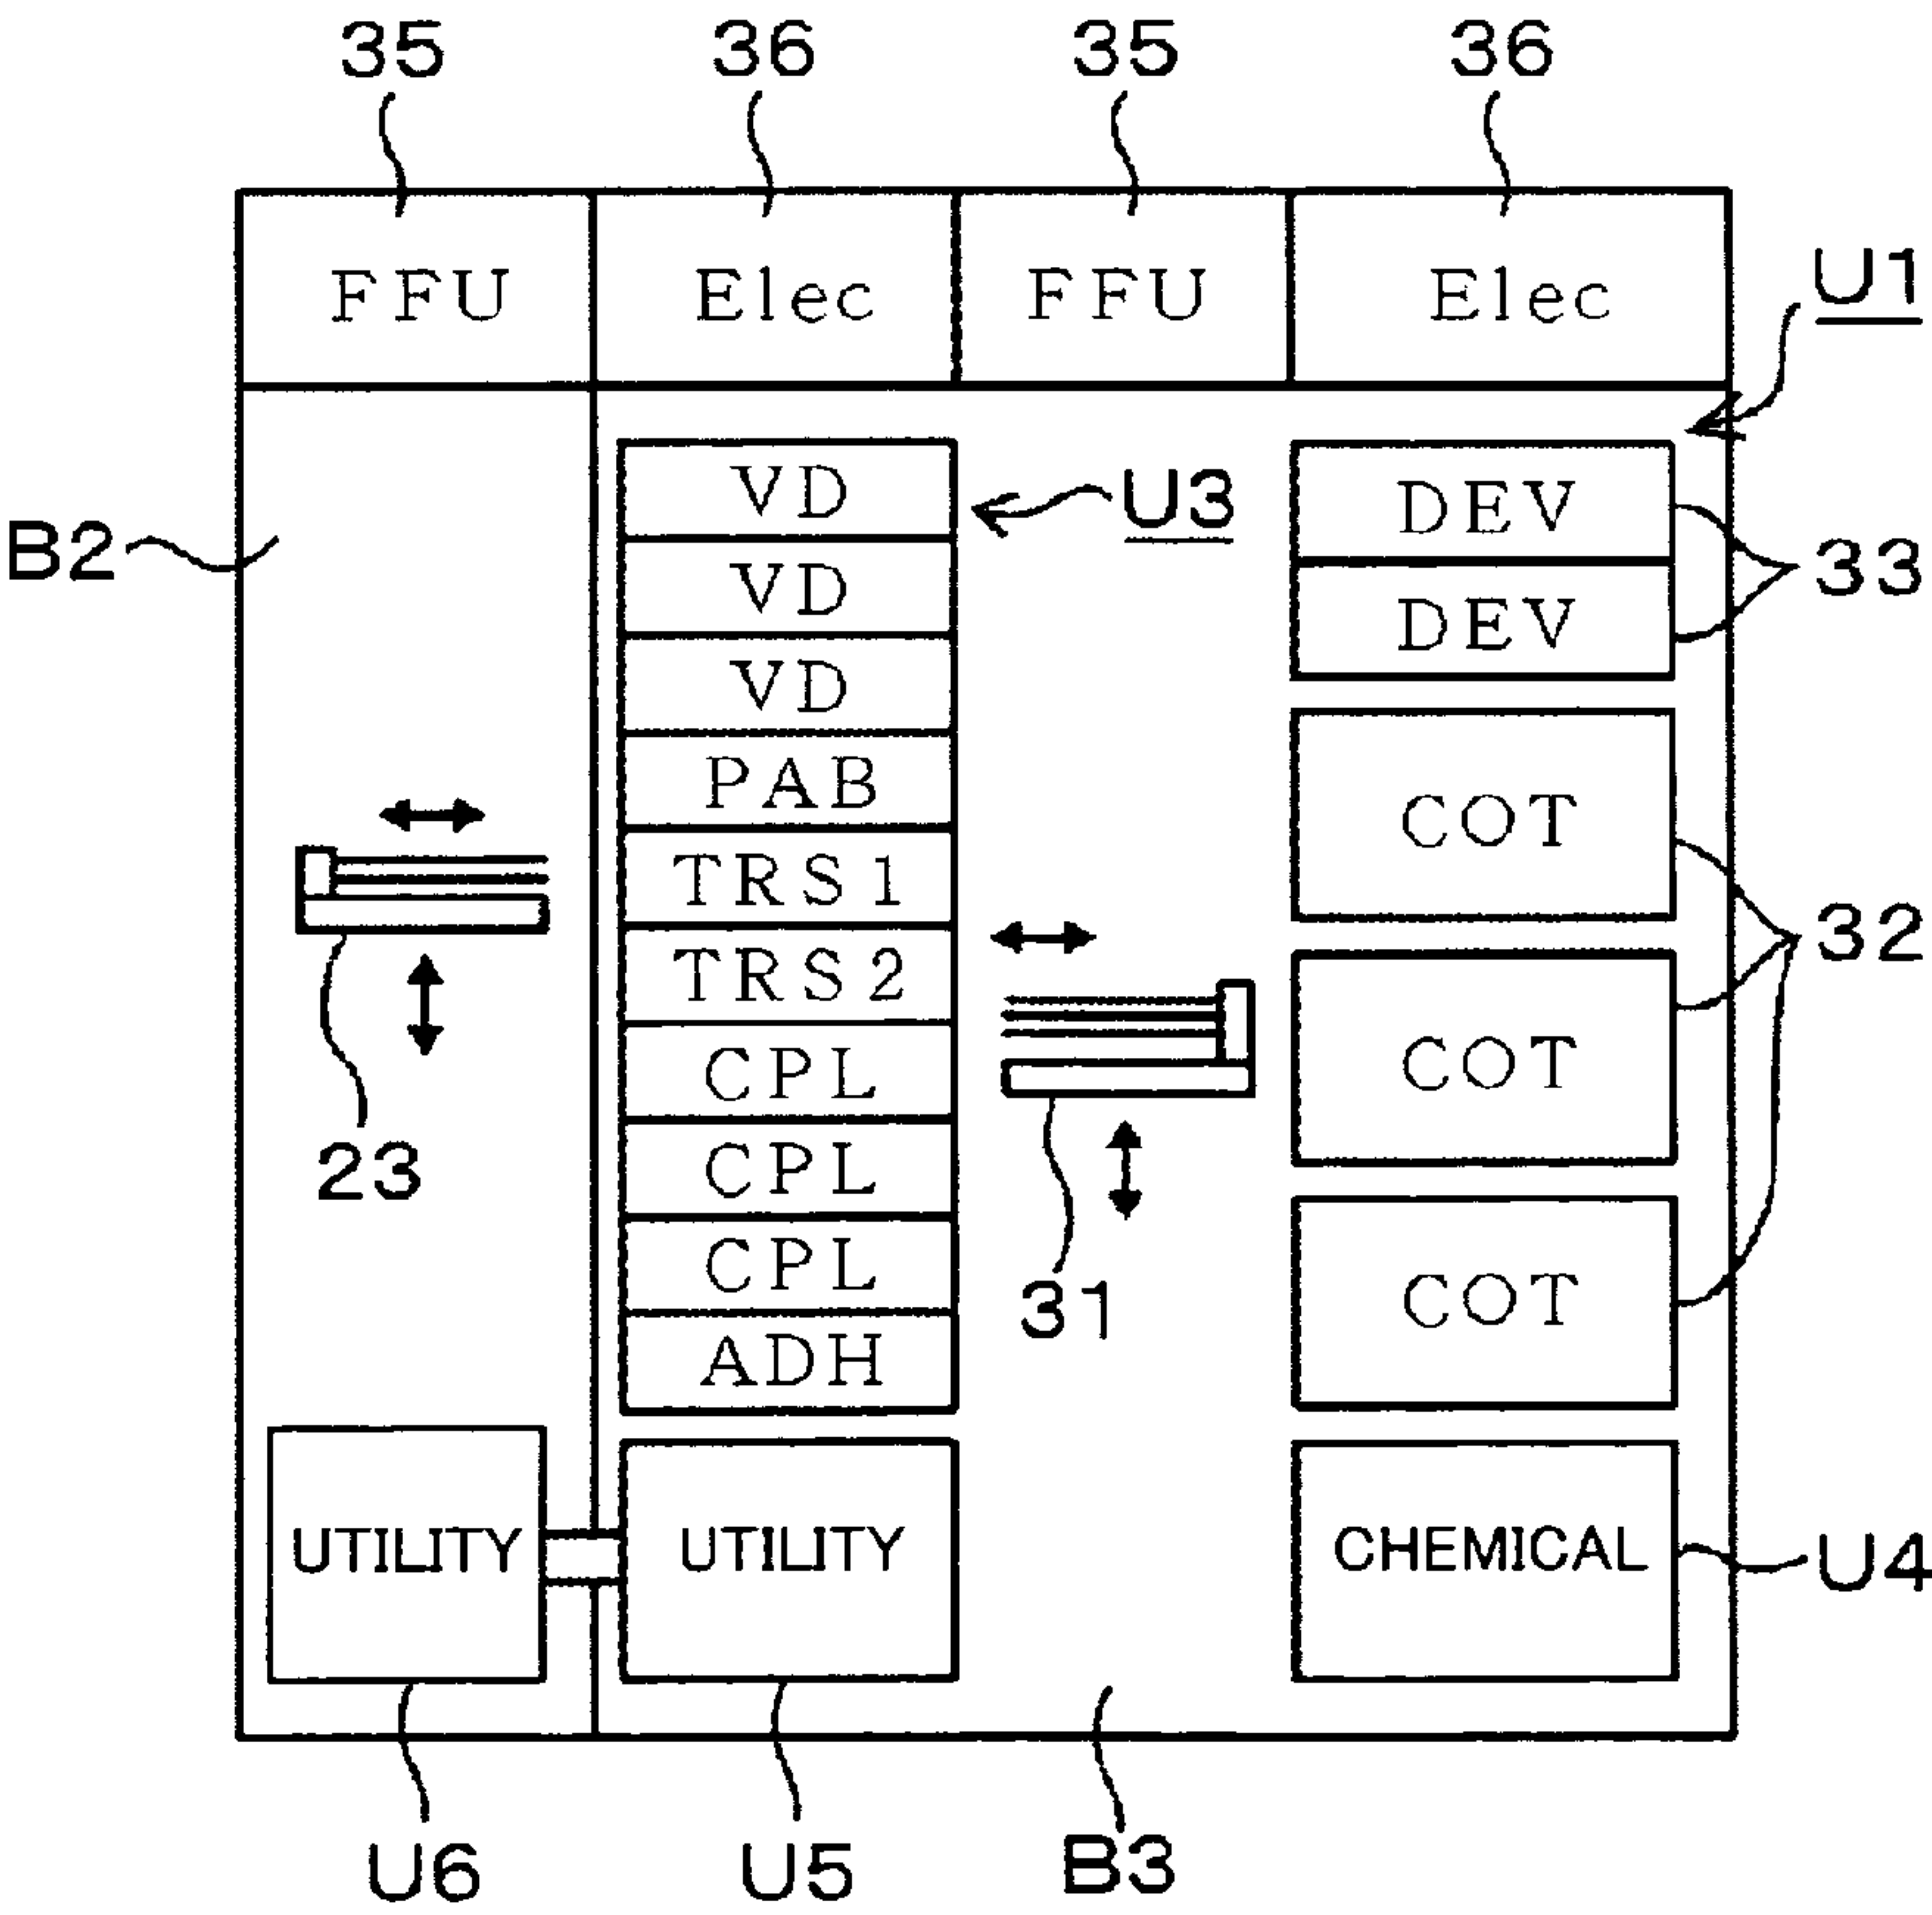 35 36 35 36
FFU Elec FFU Elec
U1
VD
U3
DEV
B2
VD
33
DEV
VD
PAB
COT
TRS1
32
TRS2
COT
CPL
23
CPL
CPL
31
COT
ADH
UTILITY UTILITY CHEMICAL
U4
U6 U5 B3